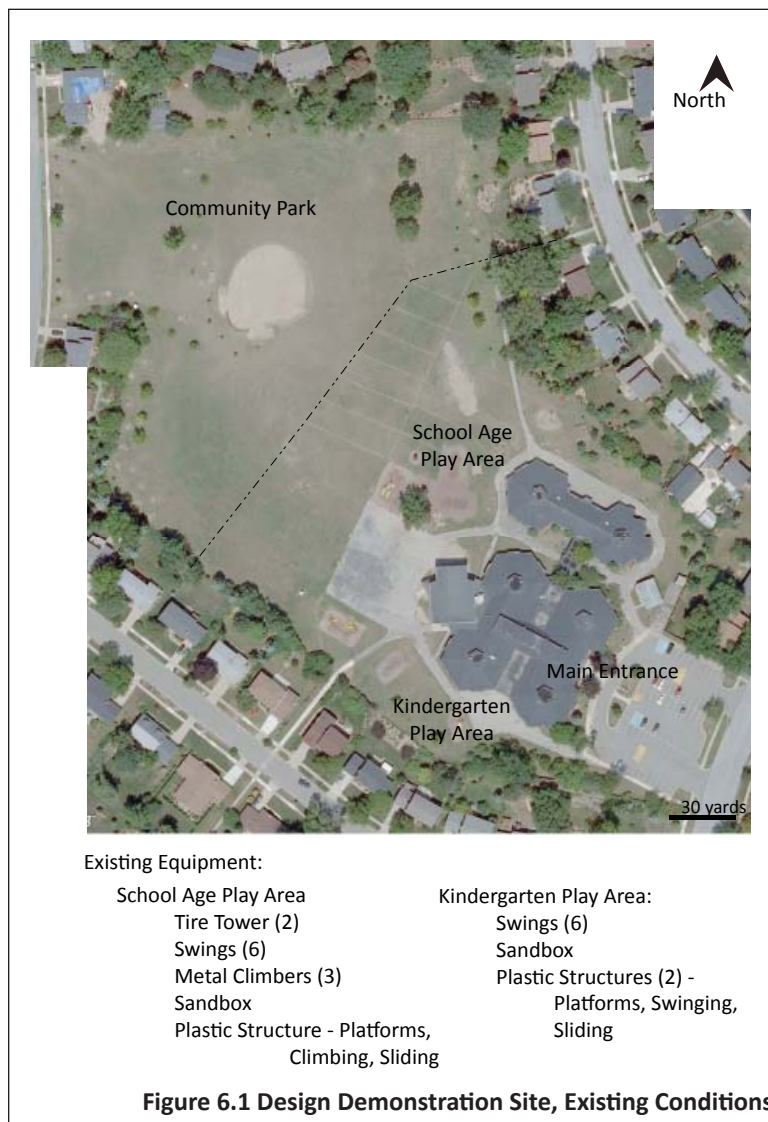 North
Community Park
School Age
Play Area
Main Entrance
Kindergarten
Play Area
30 yards
Existing Equipment:
School Age Play Area
Tire Tower (2)
Swings (6)
Metal Climbers (3)
Sandbox
Plastic Structure - Platforms,
Climbing, Sliding
Kindergarten Play Area:
Swings (6)
Sandbox
Plastic Structures (2) -
Platforms, Swinging,
Sliding
Figure 6.1 Design Demonstration Site, Existing Conditions